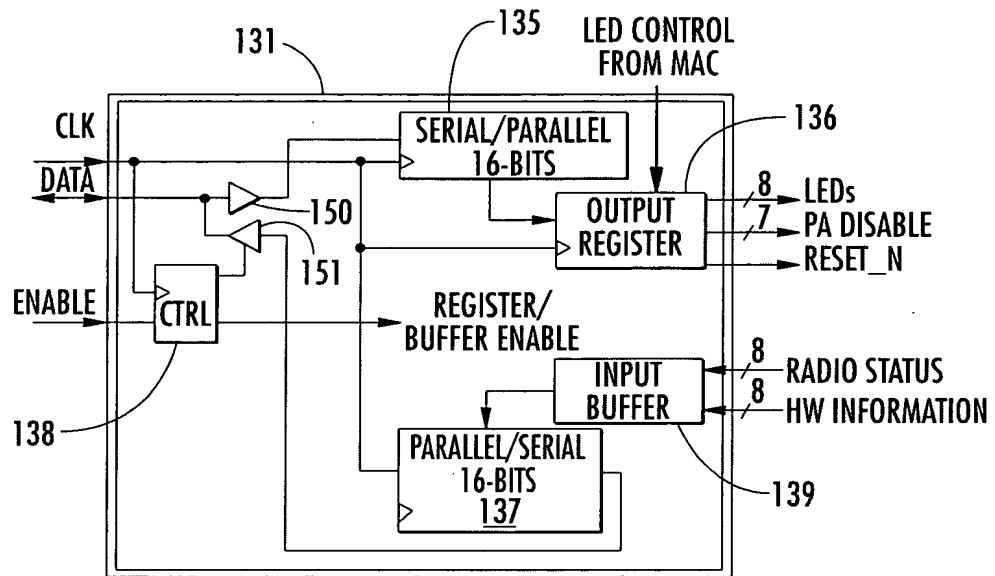 135
LED CONTROL
FROM MAC
131
CLK
SERIAL/PARALLEL
16-BITS
136
DATA
150
OUTPUT
REGISTER
8
LEDs
7
PA DISABLE
RESET_N
151
ENABLE
CTRL
REGISTER/
BUFFER ENABLE
138
INPUT
BUFFER
8
RADIO STATUS
8
HW INFORMATION
PARALLEL/SERIAL
16-BITS
137
139